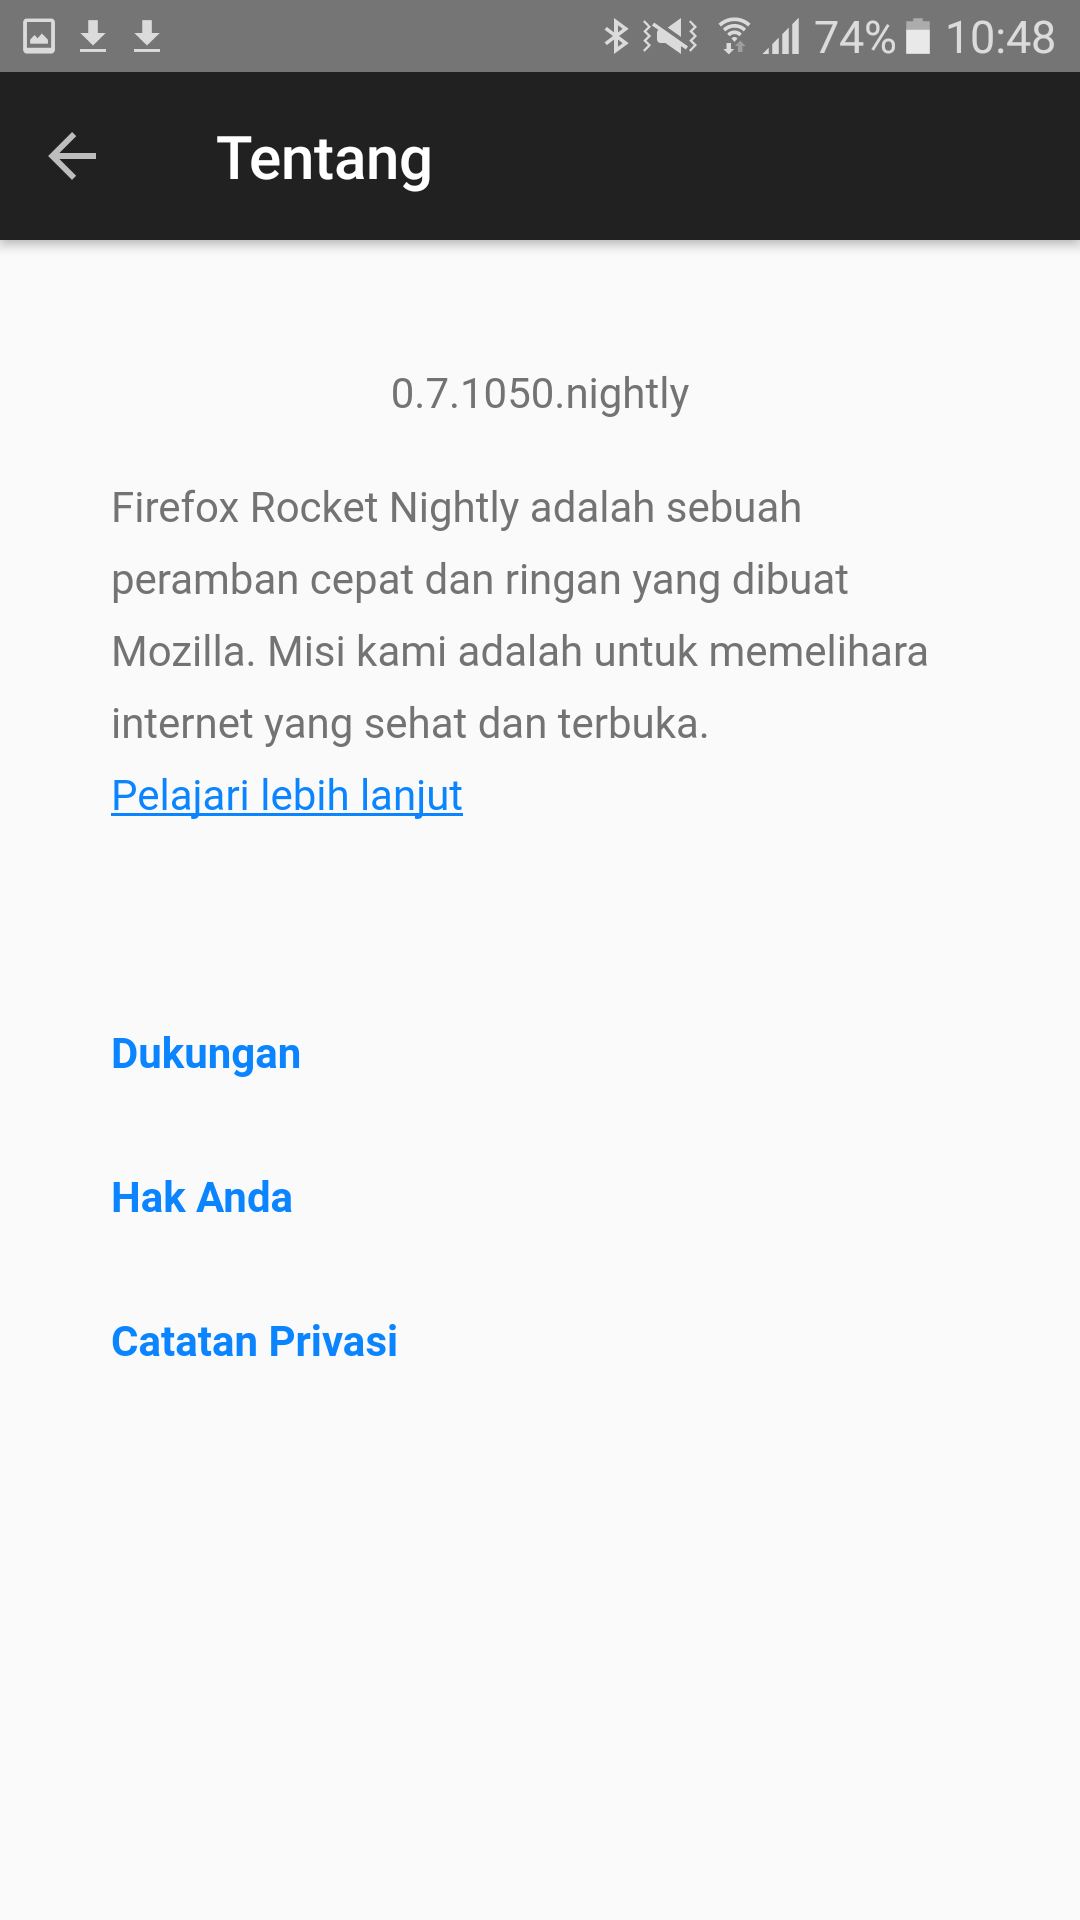 74% 10:48
Tentang
0.7.1050.nightly
Firefox Rocket Nightly adalah sebuah
peramban cepat dan ringan yang dibuat
Mozilla. Misi kami adalah untuk memelihara
internet yang sehat dan terbuka.
Pelajari lebih lanjut
Dukungan
Hak Anda
Catatan Privasi